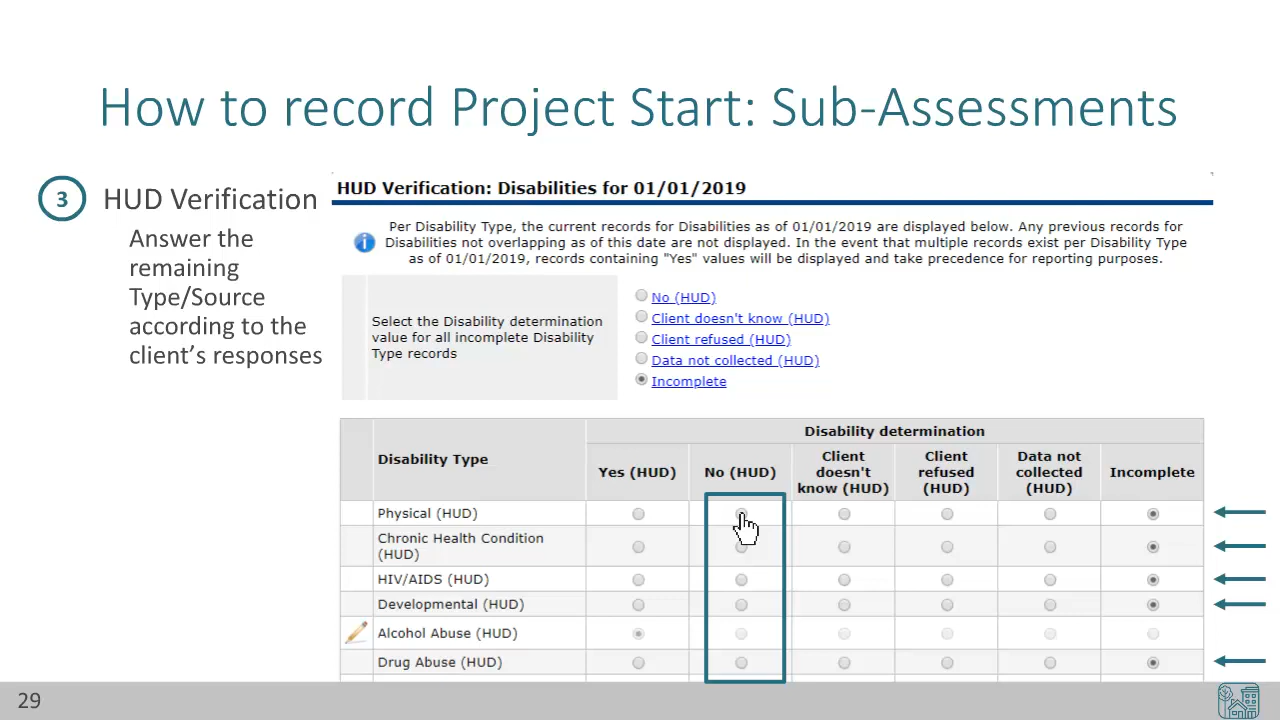 How to record Project Start: Sub-Assessments
3
HUD Verification
Answer the
remaining
Type/Source
according to the
client's responses
HUD Verification: Disabilities for 01/01/2019
Per Disability Type, the current records for Disabilities as of 01/01/2019 are displayed below. Any previous records for
Disabilities not overlapping as of this date are not displayed. In the event that multiple records exist per Disability Type
as of 01/01/2019, records containing "Yes" values will be displayed and take precedence for reporting purposes.
Select the Disability determination
value for all incomplete Disability
Type records
No (HUD)
Client doesn't know (HUD)
Client refused (HUD)
Data not collected (HUD)
Incomplete
Disability Type
Disability determination
Yes (HUD)
No (HUD)
Client
doesn't
know (HUD)
Client
refused
(HUD)
Data not
collected
(HUD)
Incomplete
Physical (HUD)
Chronic Health Condition
(HUD)
HIV/AIDS (HUD)
Developmental (HUD)
Alcohol Abuse (HUD)
Drug Abuse (HUD)
29